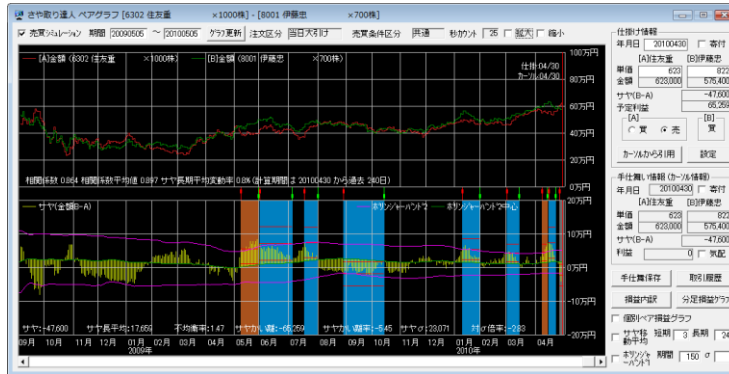 さや取り達人 ペアグラフ [6302 住友重 ×1000株] - [8001 伊藤忠 ×700株]
売買シミュレーション 期間 20090505 ～ 20100505 グラフ更新 注文区分 当日大引け 売買条件区分 共通 秒カウント 25 拡大 縮小
[A]金額 (6302 住友重 ×1000株) [B]金額 (8001 伊藤忠 ×700株)
仕掛:04/30
カーソル:04/30
100万円
80万円
60万円
40万円
20万円
0万円
相関係数 0.864 相関係数平均値 0.897 サヤ長期平均変動率 0.8% (計算期間は 20100430 から過去 240日)
サヤ(金額B-A) ボリンジャーバンド2 ボリンジャーバンド2中心
20万円
10万円
0万円
-10万円
-20万円
サヤ:-47,600 サヤ長平均:17,659 不均衡率:1.47 サヤかい離:-65,259 サヤかい離率:-5.45 サヤσ:23,071 対σ倍率:-2.83
09月 10月 11月 12月 01月 02月 03月 04月 05月 06月 07月 08月 09月 10月 11月 12月 01月 02月 03月 04月
2009年 2010年
仕掛け情報
年月日 20100430 寄付
[A]住友重 [B]伊藤忠
単価 623 822
金額 623,000 575,400
サヤ(B-A) -47,600
予定利益 65,259
[A] [B]
買 売 買
カーソルから引用 設定
手仕舞い情報 (カーソル情報)
年月日 20100430 寄付
[A]住友重 [B]伊藤忠
単価 623 822
金額 623,000 575,400
サヤ(B-A) -47,600
利益 0 気配
手仕舞保存 取引履歴
損益内訳 分足損益グラフ
個別ペア損益グラフ
サヤ移動平均 短期 3 長期 24
ボリンジャーバンド1 期間 150 σ